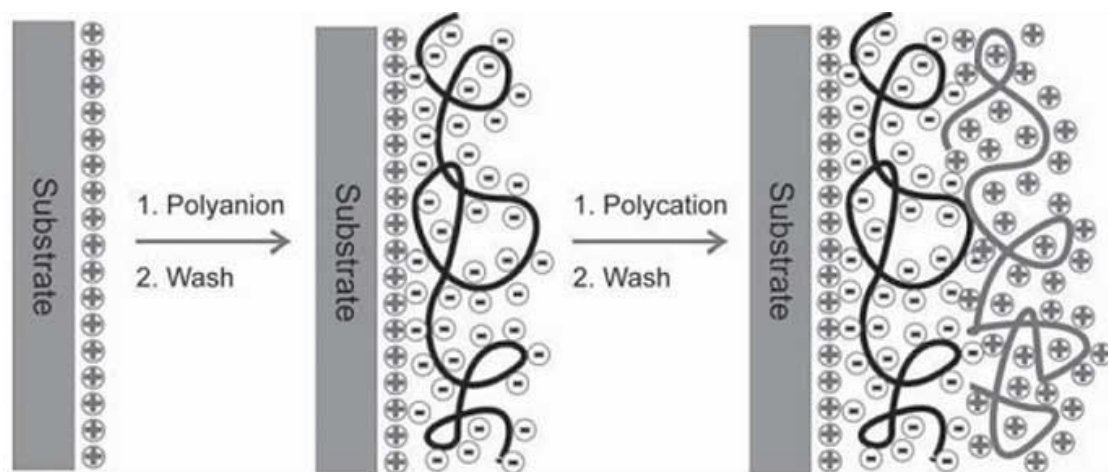 Substrate
1. Polyanion
2. Wash
Substrate
1. Polycation
2. Wash
Substrate